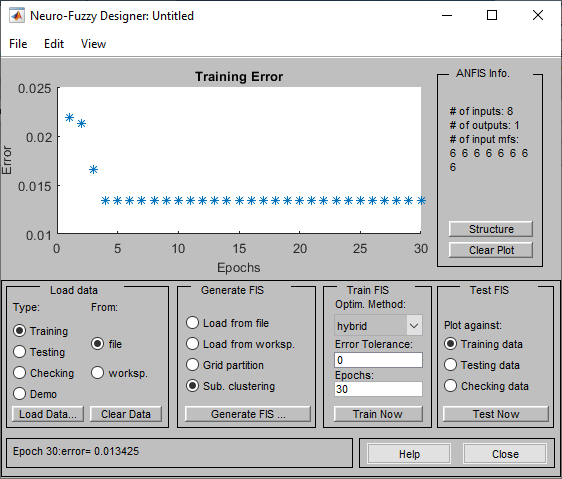 Neuro-Fuzzy Designer: Untitled
File Edit View
Training Error
0.025
0.02
0.015
0.01
Error
0 5 10 15 20 25 30
Epochs
ANFIS Info.
# of inputs: 8
# of outputs: 1
# of input mfs:
6 6 6 6 6 6 6
6
Structure
Clear Plot
Load data
Type: From:
Training
Testing
Checking
Demo
file
worksp.
Load Data... Clear Data
Generate FIS
Load from file
Load from worksp.
Grid partition
Sub. clustering
Generate FIS ...
Train FIS
Optim. Method:
hybrid
Error Tolerance:
0
Epochs:
30
Train Now
Test FIS
Plot against:
Training data
Testing data
Checking data
Test Now
Epoch 30:error= 0.013425
Help Close